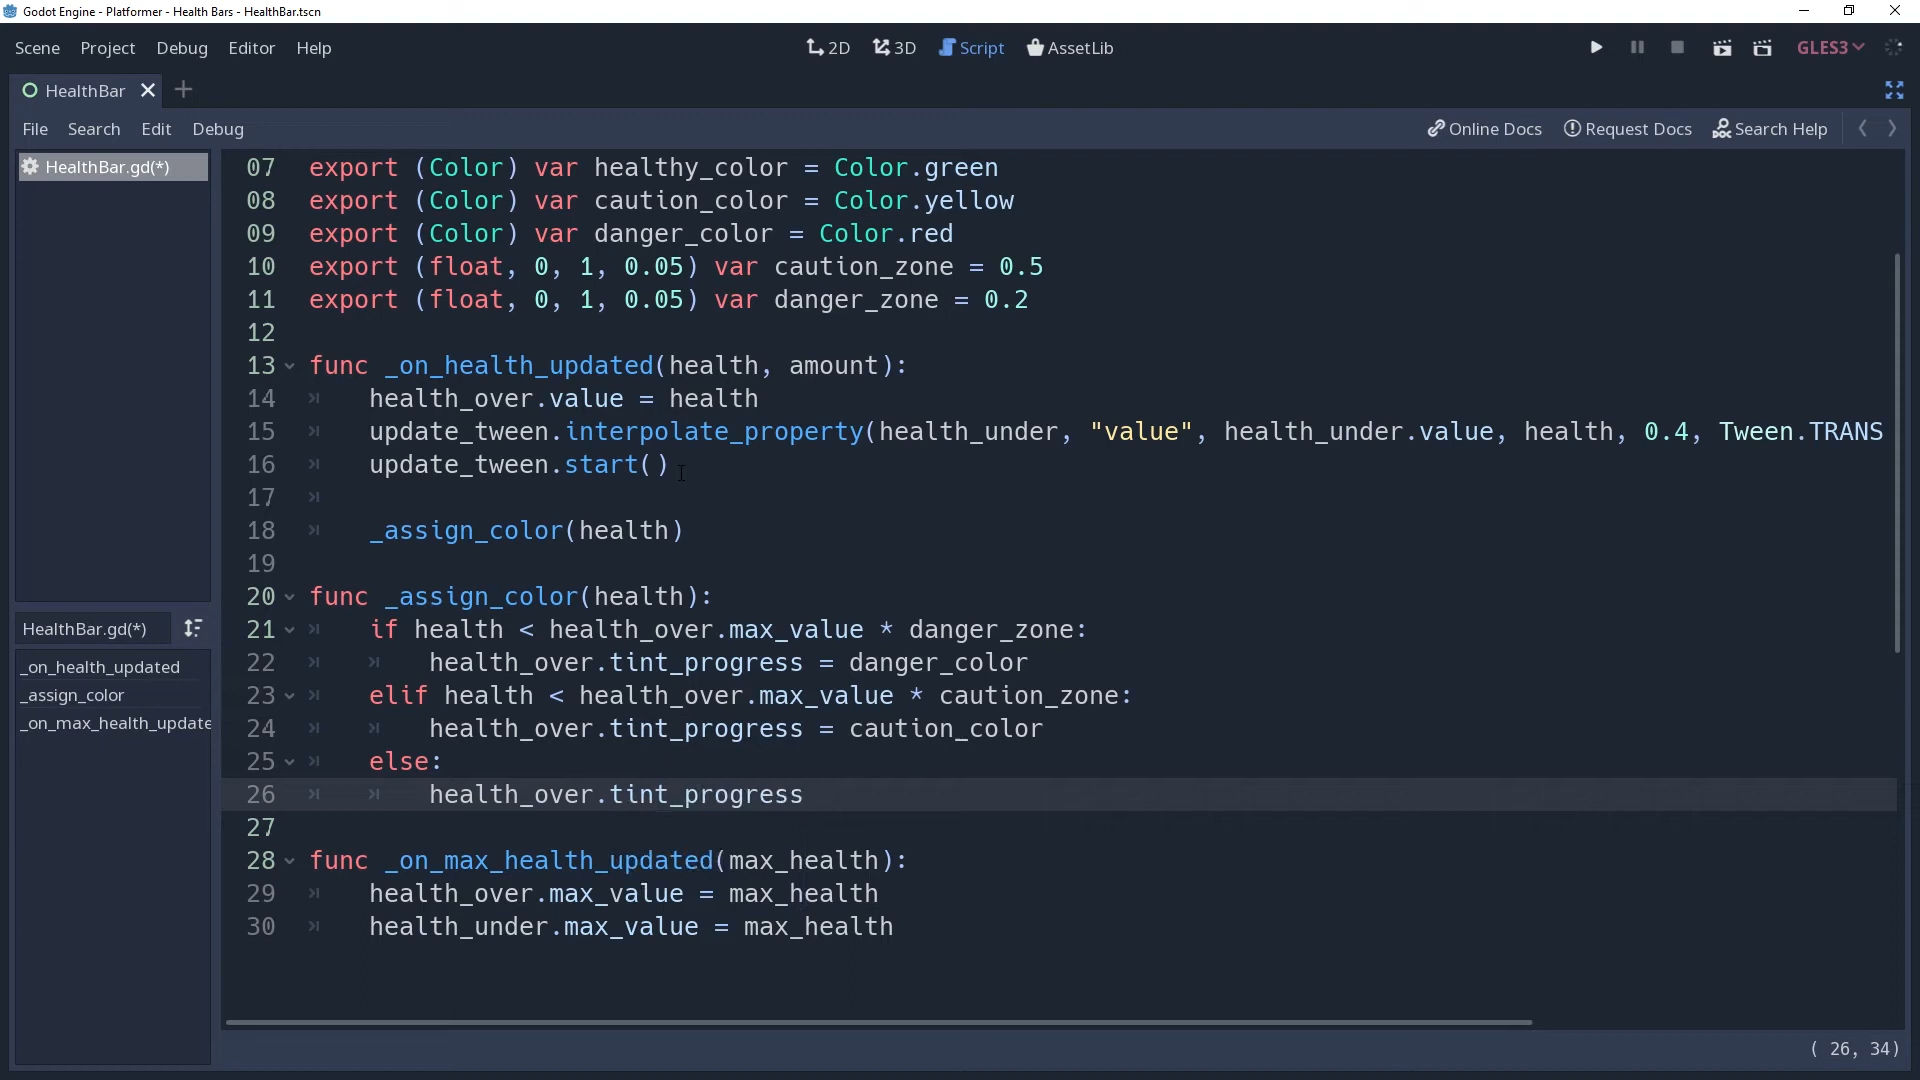 Godot Engine - Platformer - Health Bars - HealthBar.tscn
Scene Project Debug Editor Help 2D 3D Script AssetLib GLES3
HealthBar
File Search Edit Debug Online Docs Request Docs Search Help
HealthBar.gd(*)
07 export (Color) var healthy_color = Color.green
08 export (Color) var caution_color = Color.yellow
09 export (Color) var danger_color = Color.red
10 export (float, 0, 1, 0.05) var caution_zone = 0.5
11 export (float, 0, 1, 0.05) var danger_zone = 0.2
12
13 func _on_health_updated(health, amount):
14 health_over.value = health
15 update_tween.interpolate_property(health_under, "value", health_under.value, health, 0.4, Tween.TRANS
16 update_tween.start()
17
18 _assign_color(health)
19
20 func _assign_color(health):
21 if health < health_over.max_value * danger_zone:
22 health_over.tint_progress = danger_color
23 elif health < health_over.max_value * caution_zone:
24 health_over.tint_progress = caution_color
25 else:
26 health_over.tint_progress
27
28 func _on_max_health_updated(max_health):
29 health_over.max_value = max_health
30 health_under.max_value = max_health
HealthBar.gd(*)
_on_health_updated
_assign_color
_on_max_health_update
( 26, 34)